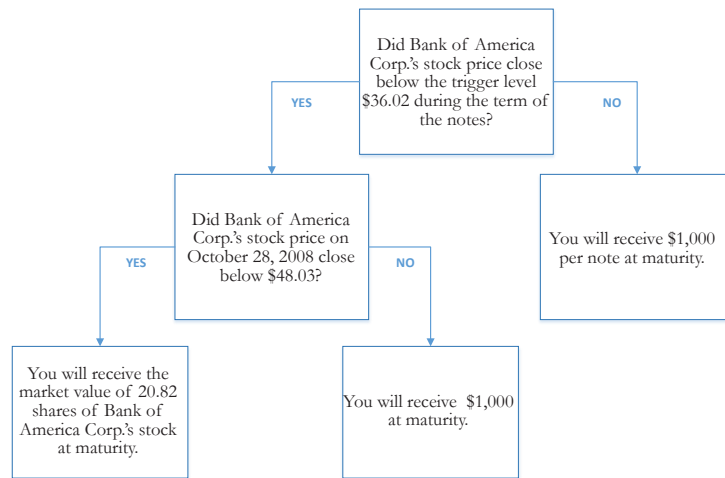 Did Bank of America
Corp.'s stock price close
below the trigger level
$36.02 during the term of
the notes?
YES
NO
Did Bank of America
Corp.'s stock price on
October 28, 2008 close
below $48.03?
You will receive $1,000
per note at maturity.
YES
NO
You will receive the
market value of 20.82
shares of Bank of
America Corp.'s stock
at maturity.
You will receive $1,000
at maturity.